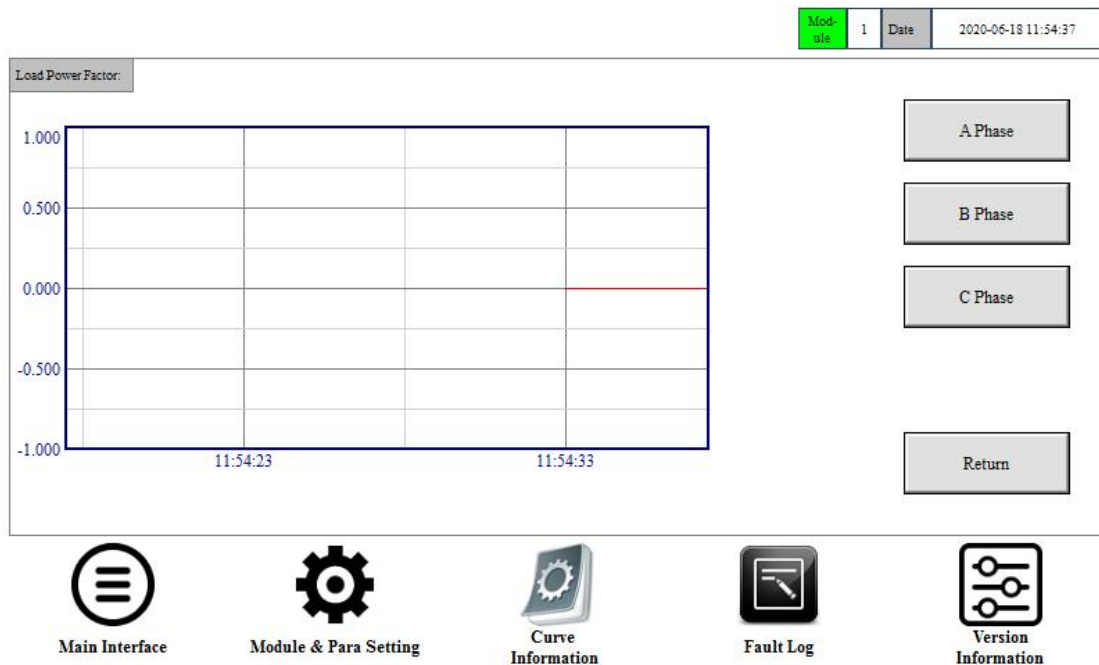 Mod-
ule
1
Date
2020-06-18 11:54:37
Load Power Factor:
1.000
0.500
0.000
-0.500
-1.000
11:54:23
11:54:33
A Phase
B Phase
C Phase
Return
Main Interface
Module & Para Setting
Curve
Information
Fault Log
Version
Information